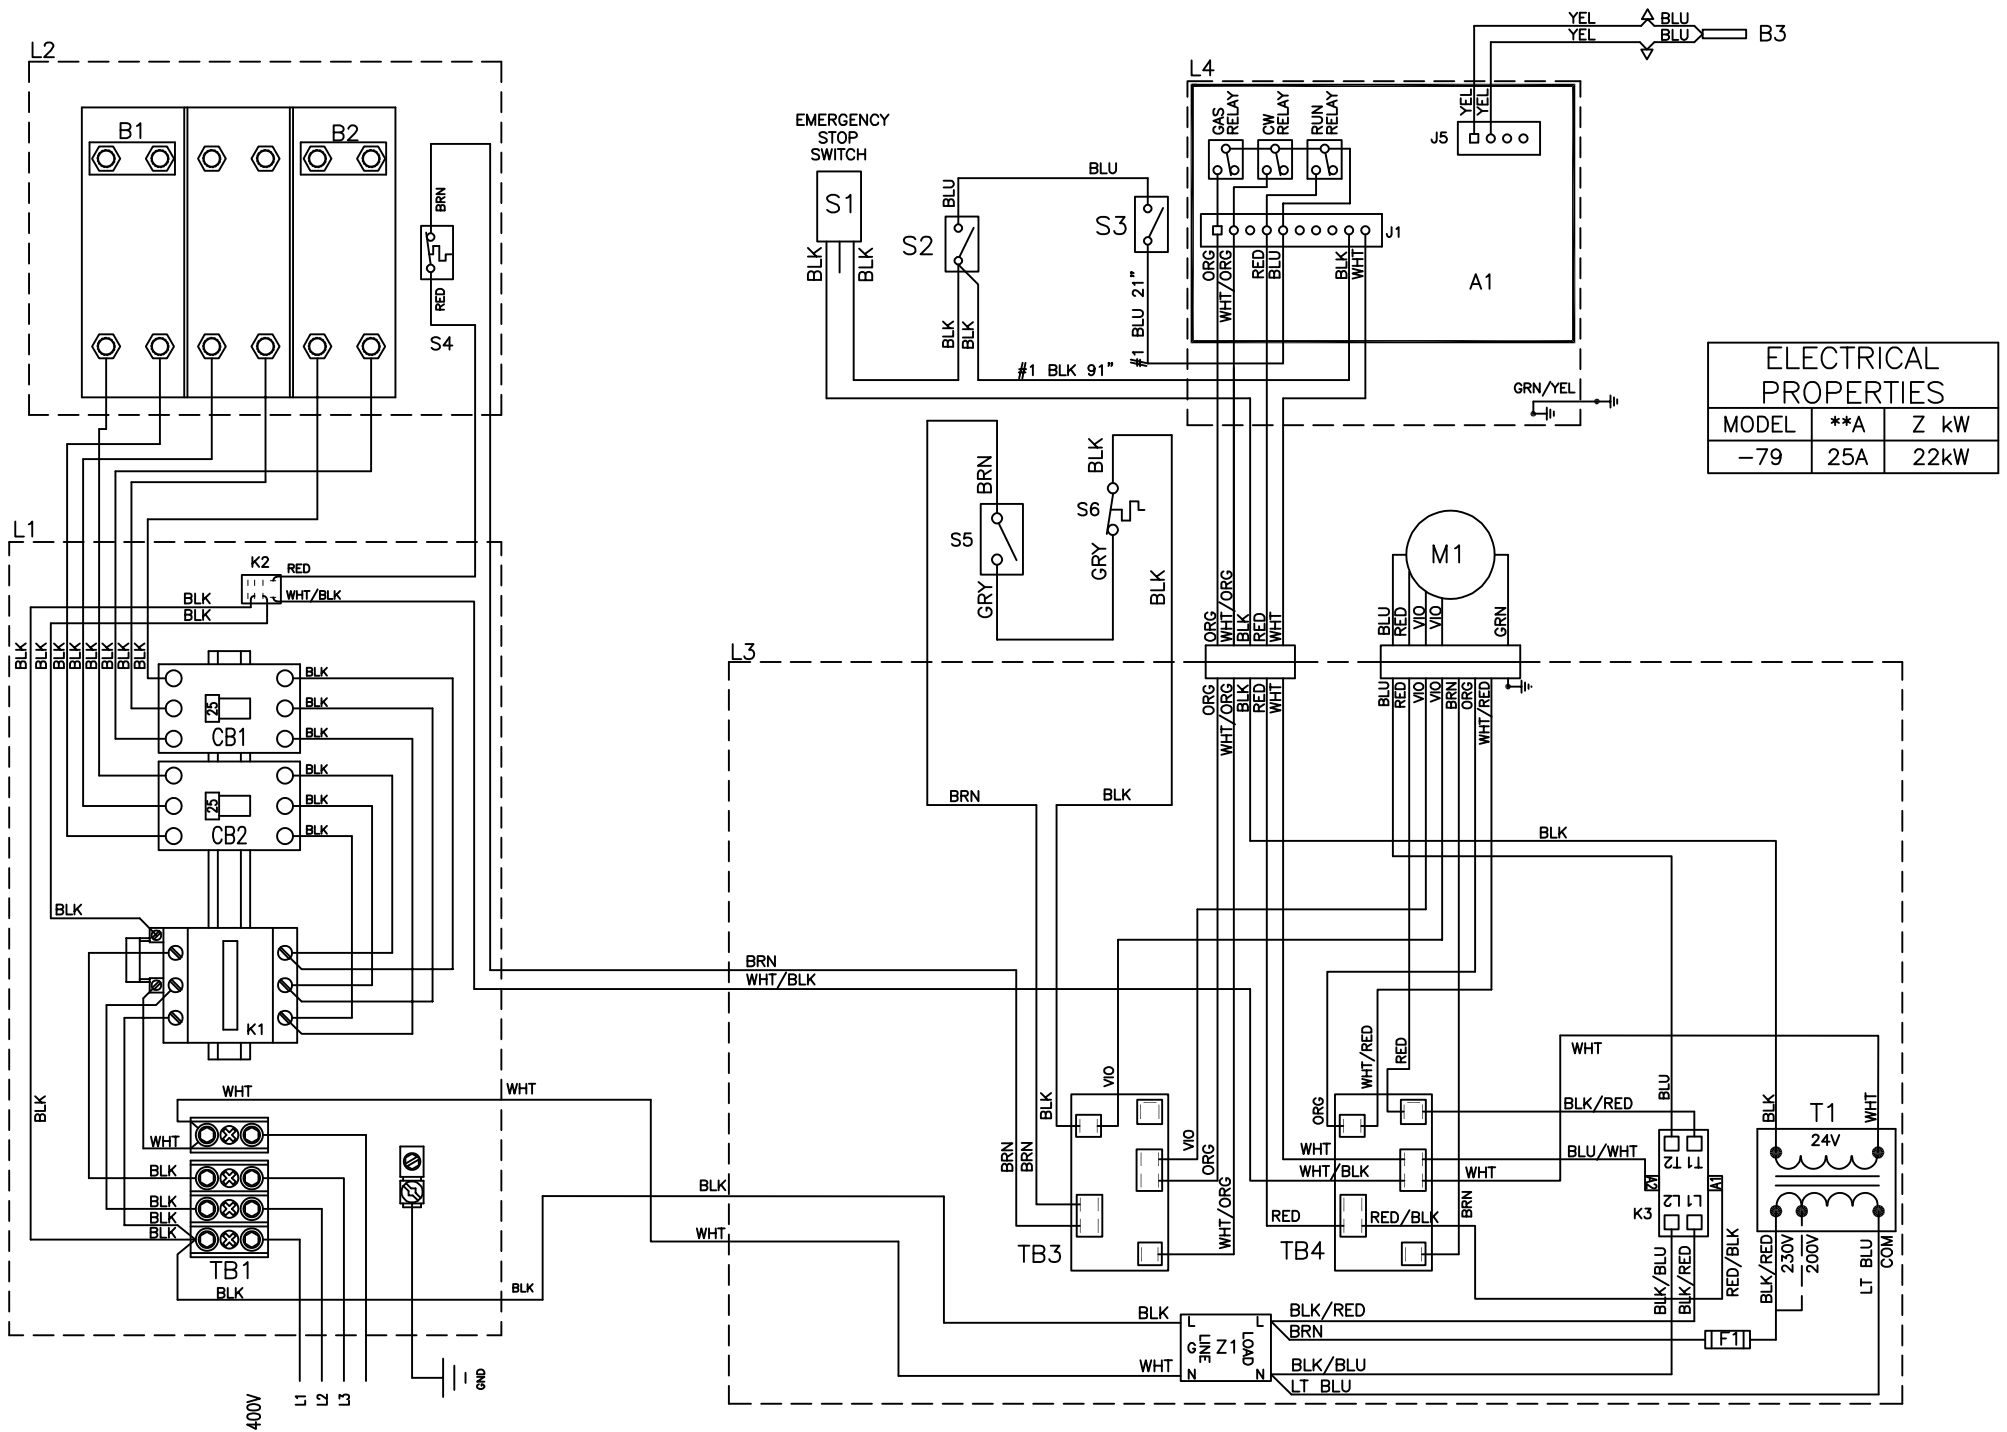 L2
B1
B2
BRN
RED
S4
EMERGENCY
STOP
SWITCH
S1
BLK
BLK
S2
BLU
BLU
S3
BLK
BLK
#1 BLK 91"
#1 BLU 21"
L4
GAS
RELAY
CW
RELAY
RUN
RELAY
J5
YEL
YEL
YEL BLU
YEL BLU
B3
J1
A1
ORG
WHT/ORG
RED
BLU
BLK
WHT
GRN/YEL
ELECTRICAL
PROPERTIES
MODEL **A Z kW
-79 25A 22kW
L1
K2
RED
WHT/BLK
BLK
BLK
BLK
BLK
BLK
BLK
BLK
BLK
BLK
BLK
BLK
BLK
BLK
25
CB1
BLK
BLK
BLK
25
CB2
BLK
K1
BLK
WHT
WHT
WHT
BLK
BLK
BLK
BLK
TB1
BLK
BLK
400V
L1
L2
L3
GND
BRN
S5
GRY
BLK
S6
GRY
BLK
BRN
BLK
ORG
WHT/ORG
BLK
RED
WHT
M1
BLU
RED
VIO
VIO
GRN
L3
ORG
WHT/ORG
BLK
RED
WHT
BLU
RED
VIO
VIO
BRN
ORG
WHT/RED
BLK
BRN
WHT/BLK
BLK
VIO
BRN
BRN
VIO
ORG
WHT/ORG
TB3
ORG
WHT/RED
RED
WHT
WHT/BLK
RED
RED/BLK
TB4
BRN
WHT
WHT
BLK/RED
BLU/WHT
BLU
BLK
WHT
T1
24V
T2
T1
A2
A1
L2
L1
K3
BLK/BLU
BLK/RED
RED/BLK
BLK/RED
230V
200V
LT BLU
COM
BLK
WHT
BLK
WHT
L
G
N
LINE
Z1
LOAD
L
N
BLK/RED
BRN
BLK/BLU
LT BLU
F1